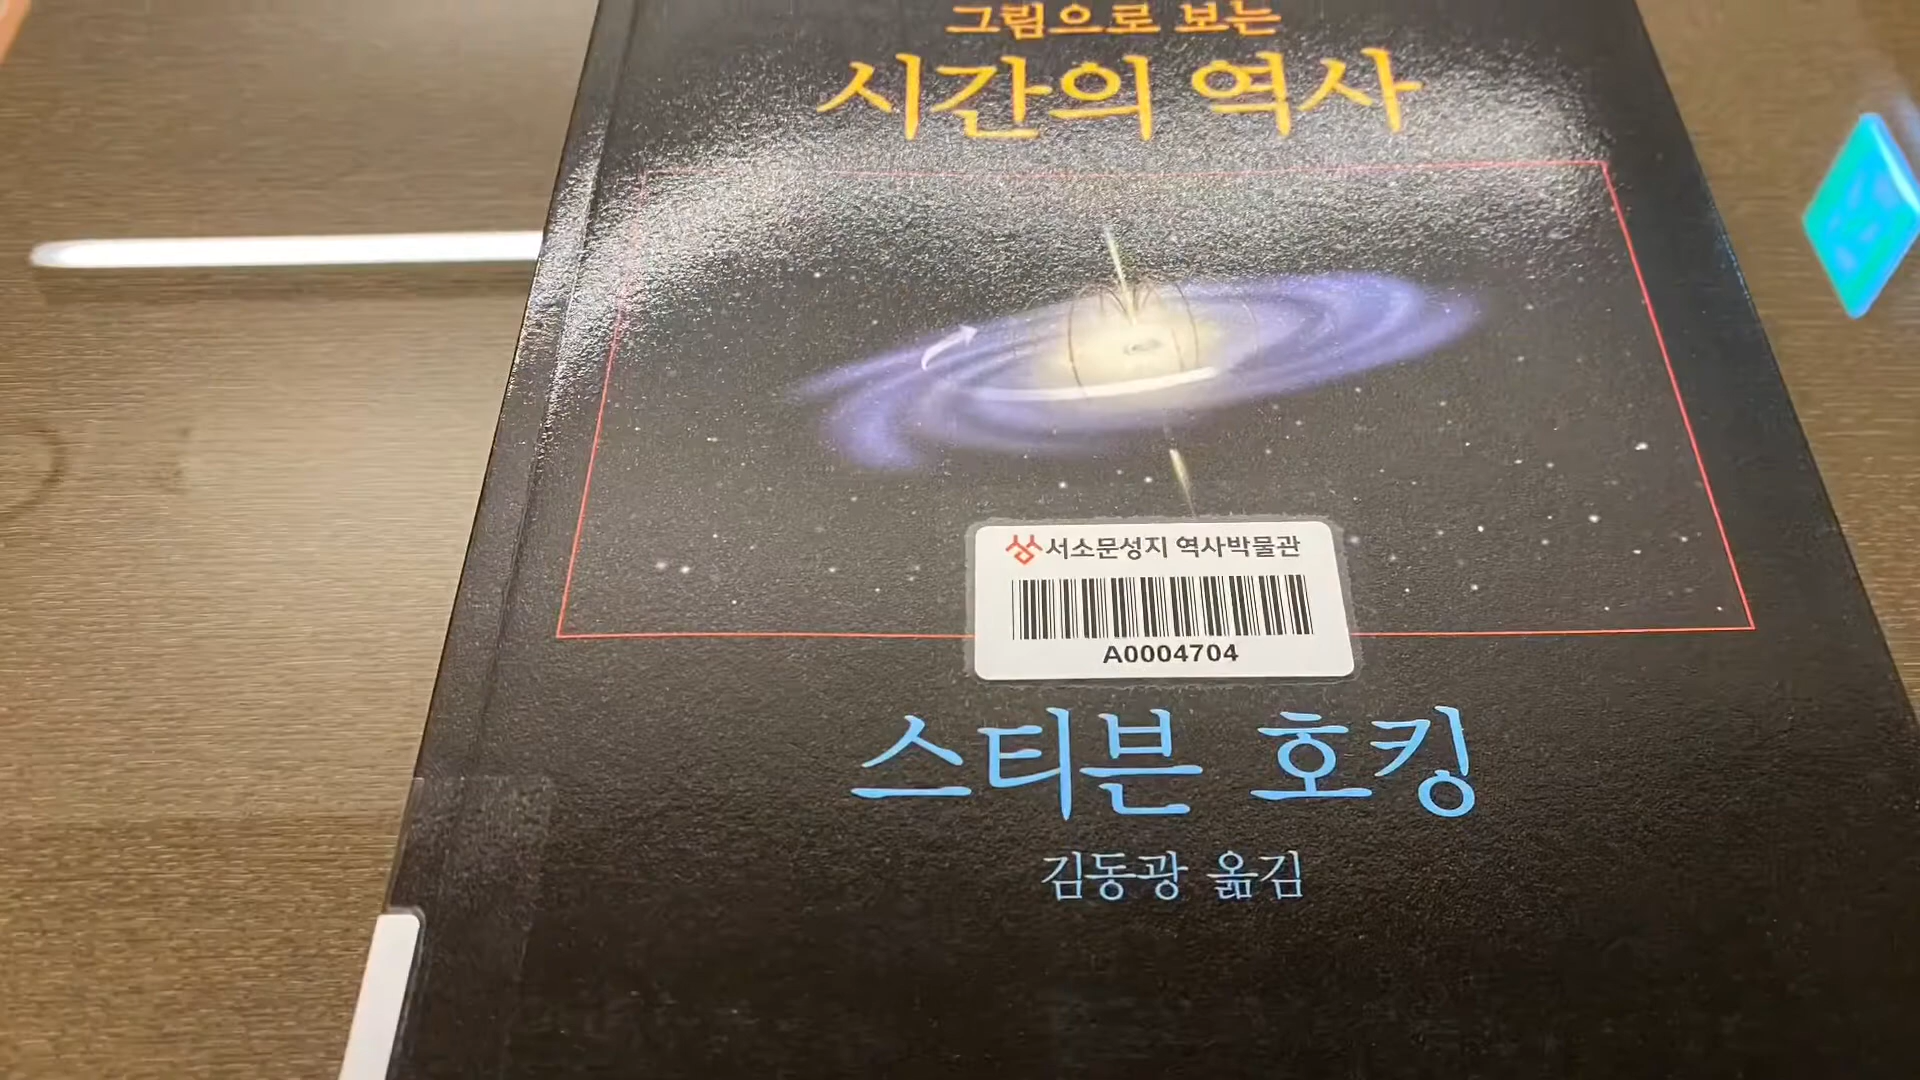 그림으로 보는
시간의 역사
서소문성지 역사박물관
A0004704
스티븐 호킹
김동광 옮김